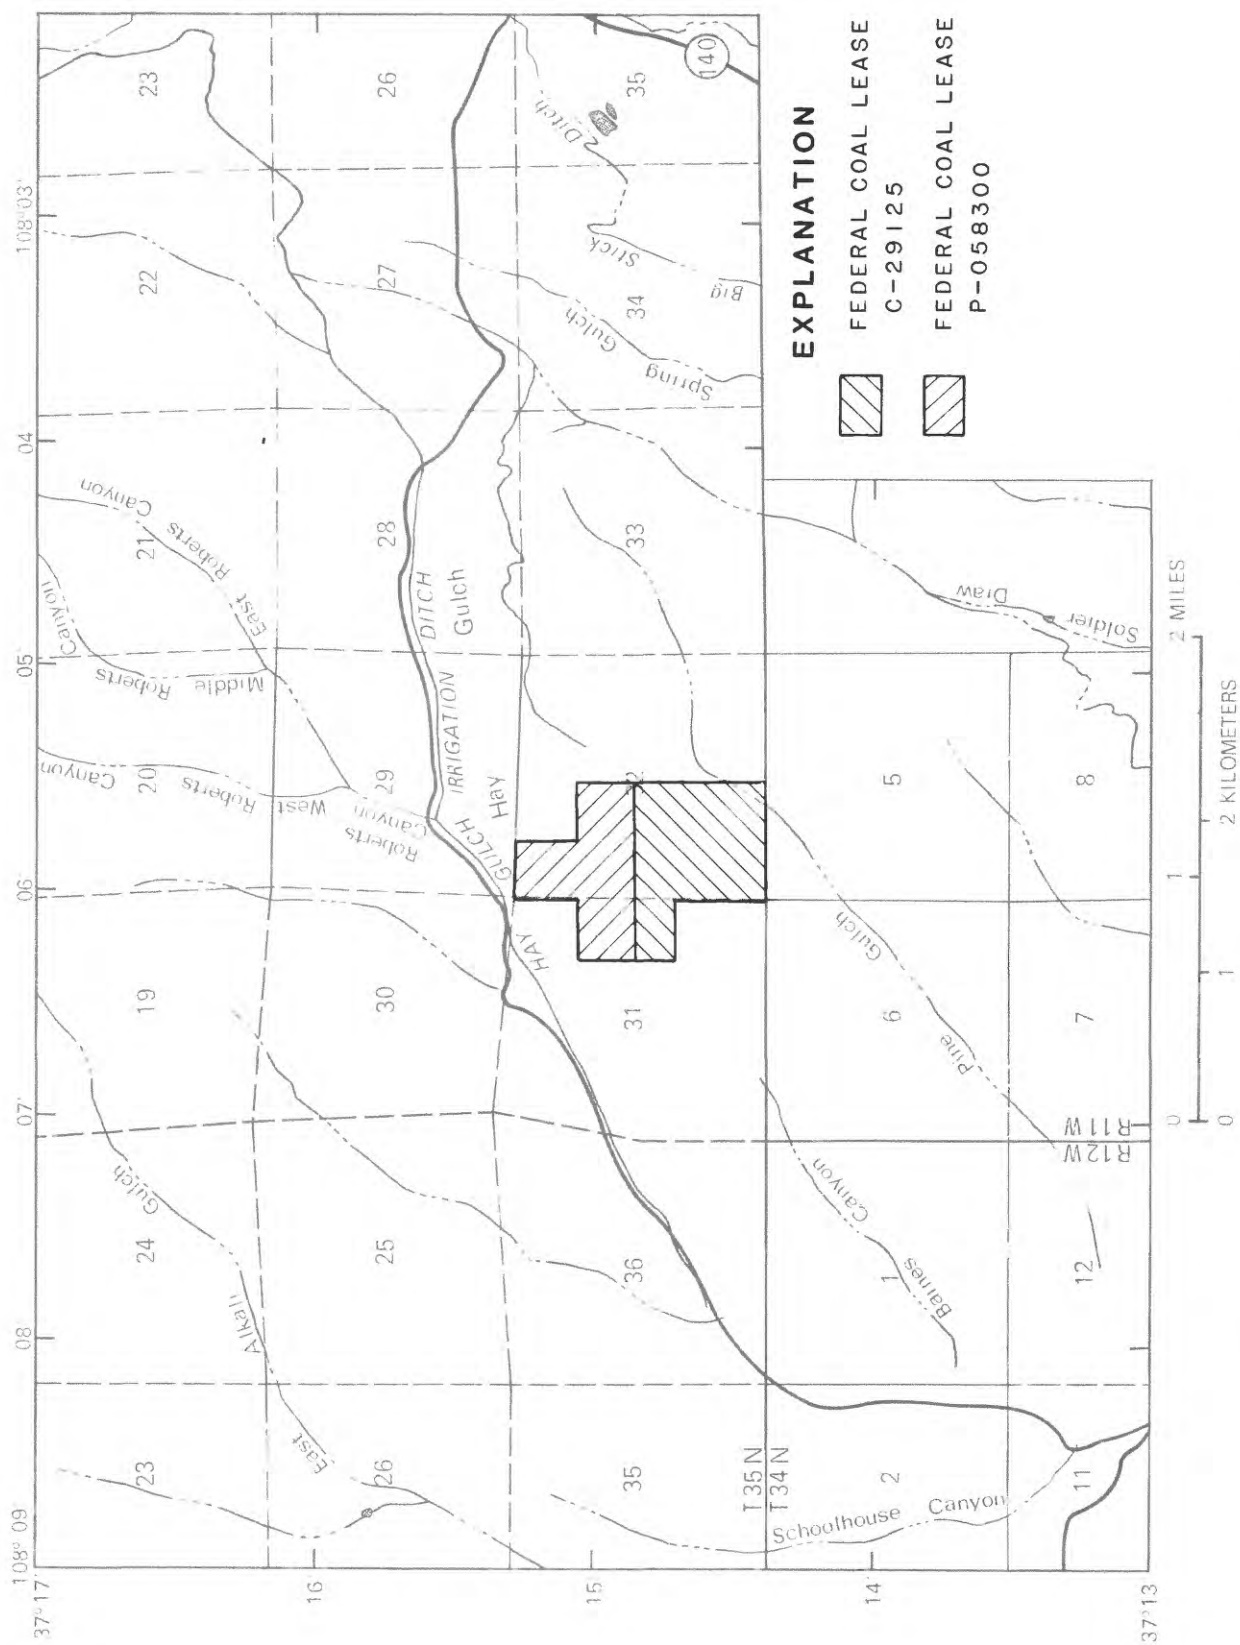 108° 09'
08
07'
06
05
04
108° 03'
37° 17'
16
15
14
37° 13
23
24
19
20
21
22
23
26
25
30
29
28
27
26
35
36
31
33
34
35
2
1
6
5
11
12
7
8
East Alkali Gulch
West Roberts Canyon
Middle Roberts Canyon
East Roberts Canyon
Roberts Canyon
HAY GULCH IRRIGATION DITCH
Hay Gulch
Spring Gulch
Big Stick Ditch
140
T35N
T34N
R12W
R11W
Schoolhouse Canyon
Baines Canyon
Pine Gulch
Soldier Draw
0 1 2 MILES
0 1 2 KILOMETERS
EXPLANATION
FEDERAL COAL LEASE
C-29125
FEDERAL COAL LEASE
P-058300